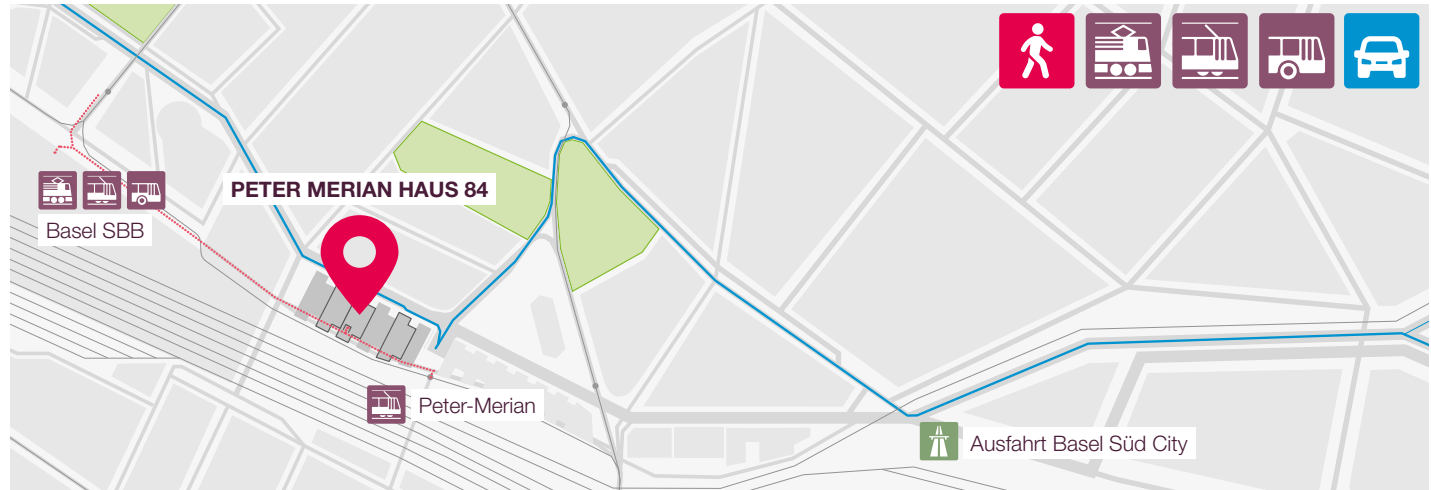 PETER MERIAN HAUS 84
Basel SBB
Peter-Merian
Ausfahrt Basel Süd City